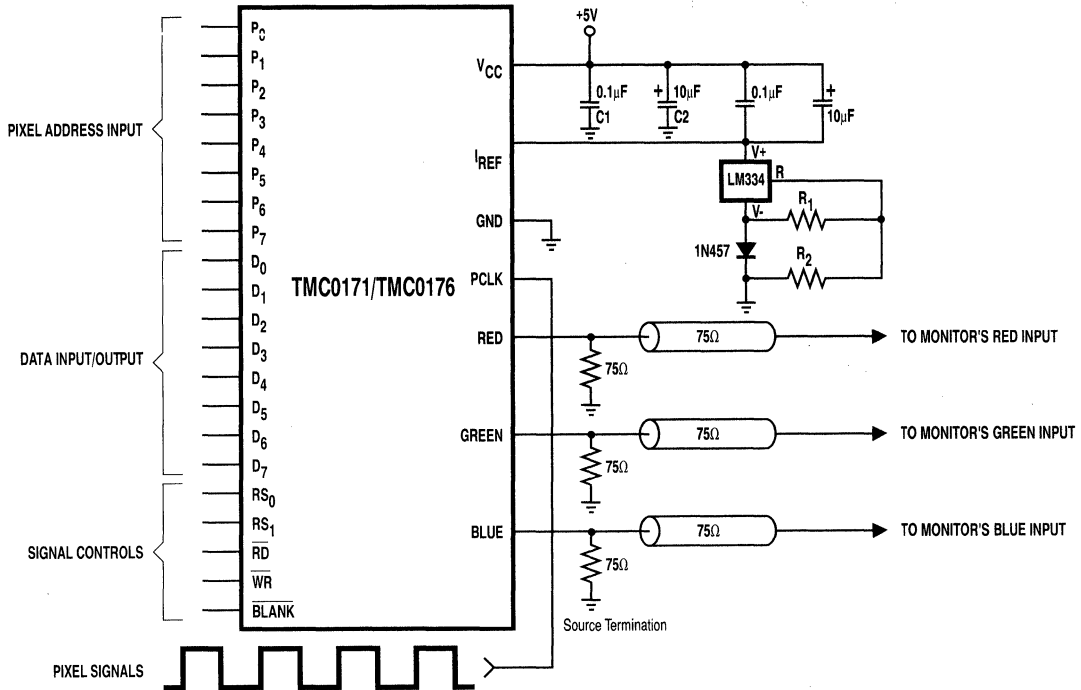 PIXEL ADDRESS INPUT
P0
P1
P2
P3
P4
P5
P6
P7
DATA INPUT/OUTPUT
D0
D1
D2
D3
D4
D5
D6
D7
SIGNAL CONTROLS
RS0
RS1
RD
WR
BLANK
PIXEL SIGNALS
TMC0171/TMC0176
VCC
IREF
GND
PCLK
RED
GREEN
BLUE
+5V
0.1µF
C1
+ 10µF
C2
0.1µF
+
10µF
V+
LM334 R
V-
R1
1N457
R2
75Ω
75Ω
TO MONITOR'S RED INPUT
75Ω
75Ω
TO MONITOR'S GREEN INPUT
75Ω
75Ω
TO MONITOR'S BLUE INPUT
Source Termination